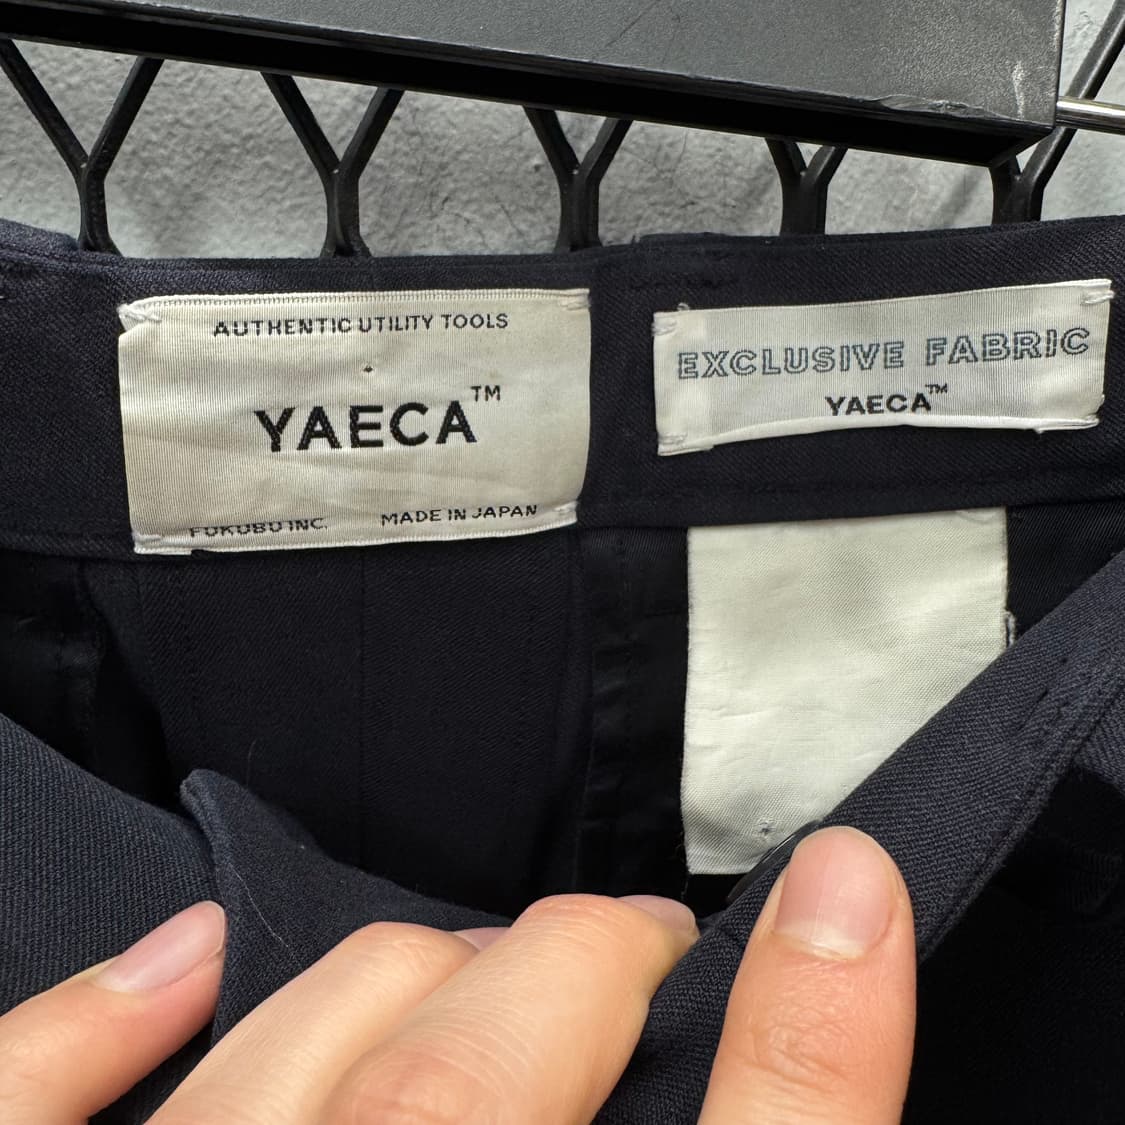 AUTHENTIC UTILITY TOOLS
YAECA™
FUKUBU INC. MADE IN JAPAN
EXCLUSIVE FABRIC
YAECA™